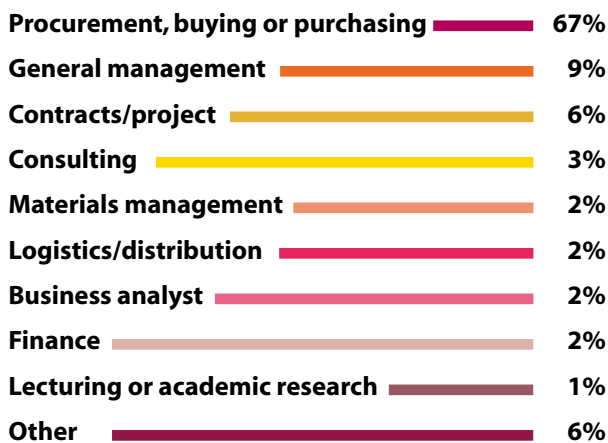 Procurement, buying or purchasing 67%
General management 9%
Contracts/project 6%
Consulting 3%
Materials management 2%
Logistics/distribution 2%
Business analyst 2%
Finance 2%
Lecturing or academic research 1%
Other 6%